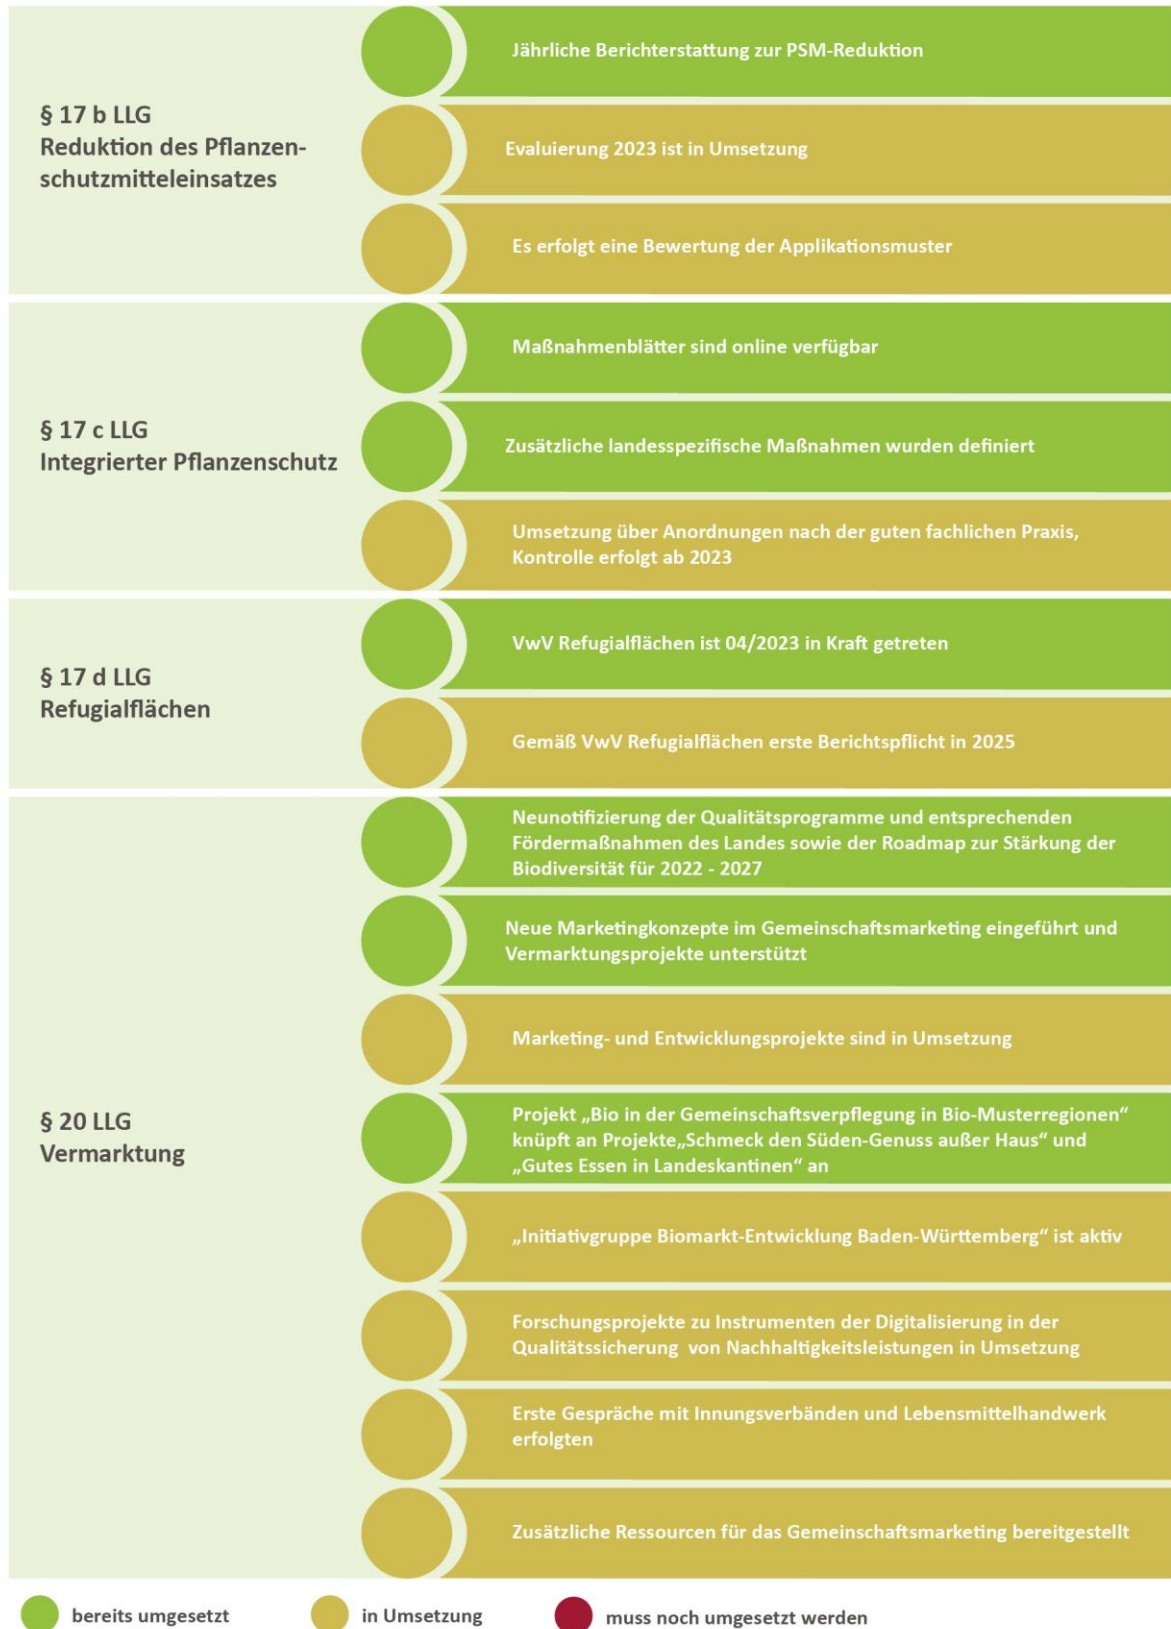 § 17 b LLG
Reduktion des Pflanzen-
schutzmitteleinsatzes
Jährliche Berichterstattung zur PSM-Reduktion
Evaluierung 2023 ist in Umsetzung
Es erfolgt eine Bewertung der Applikationsmuster
§ 17 c LLG
Integrierter Pflanzenschutz
Maßnahmenblätter sind online verfügbar
Zusätzliche landesspezifische Maßnahmen wurden definiert
Umsetzung über Anordnungen nach der guten fachlichen Praxis,
Kontrolle erfolgt ab 2023
§ 17 d LLG
Refugialflächen
VwV Refugialflächen ist 04/2023 in Kraft getreten
Gemäß VwV Refugialflächen erste Berichtspflicht in 2025
§ 20 LLG
Vermarktung
Neunotifizierung der Qualitätsprogramme und entsprechenden
Fördermaßnahmen des Landes sowie der Roadmap zur Stärkung der
Biodiversität für 2022 - 2027
Neue Marketingkonzepte im Gemeinschaftsmarketing eingeführt und
Vermarktungsprojekte unterstützt
Marketing- und Entwicklungsprojekte sind in Umsetzung
Projekt „Bio in der Gemeinschaftsverpflegung in Bio-Musterregionen“
knüpft an Projekte„Schmeck den Süden-Genuss außer Haus“ und
„Gutes Essen in Landeskantinen“ an
„Initiativgruppe Biomarkt-Entwicklung Baden-Württemberg“ ist aktiv
Forschungsprojekte zu Instrumenten der Digitalisierung in der
Qualitätssicherung von Nachhaltigkeitsleistungen in Umsetzung
Erste Gespräche mit Innungsverbänden und Lebensmittelhandwerk
erfolgten
Zusätzliche Ressourcen für das Gemeinschaftsmarketing bereitgestellt
bereits umgesetzt
in Umsetzung
muss noch umgesetzt werden